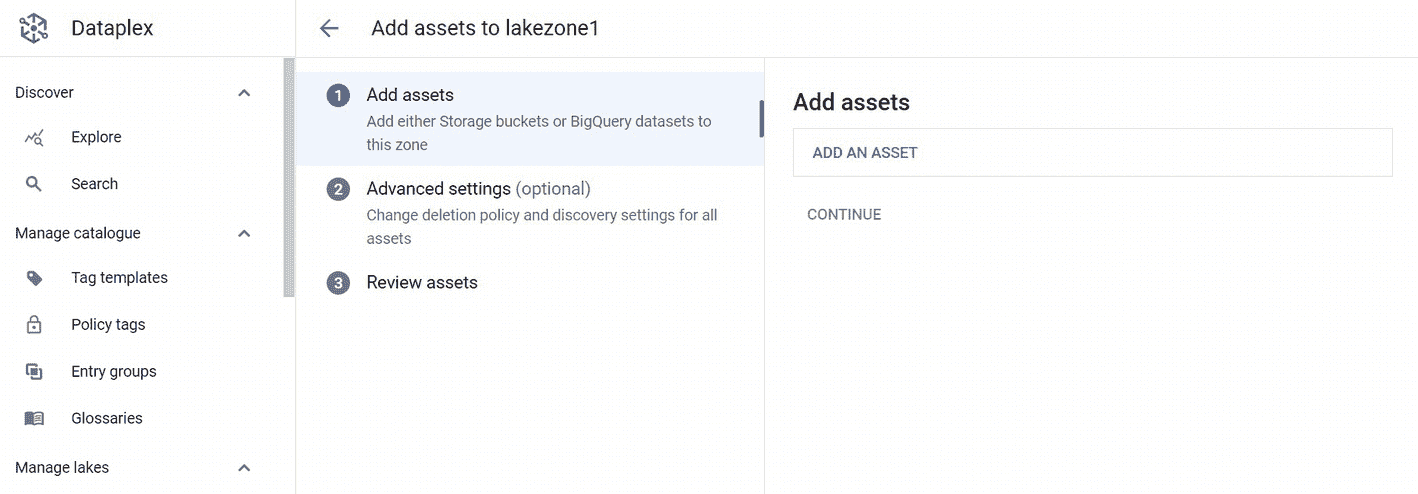 Dataplex
Discover
Explore
Search
Manage catalogue
Tag templates
Policy tags
Entry groups
Glossaries
Manage lakes
Add assets to lakezone1
1 Add assets
Add either Storage buckets or BigQuery datasets to
this zone
2 Advanced settings (optional)
Change deletion policy and discovery settings for all
assets
3 Review assets
Add assets
ADD AN ASSET
CONTINUE